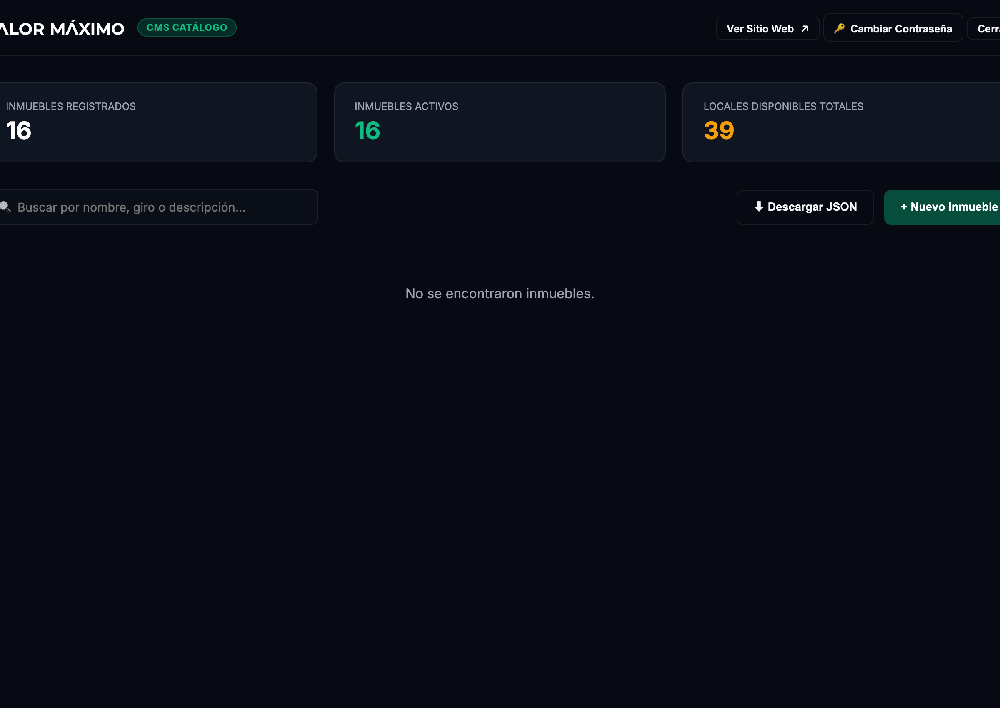 ALOR MÁXIMO
CMS CATÁLOGO
Ver Sitio Web ↗
Cambiar Contraseña
INMUEBLES REGISTRADOS
16
INMUEBLES ACTIVOS
16
LOCALES DISPONIBLES TOTALES
39
Buscar por nombre, giro o descripción...
⬇ Descargar JSON
+ Nuevo Inmueble
No se encontraron inmuebles.